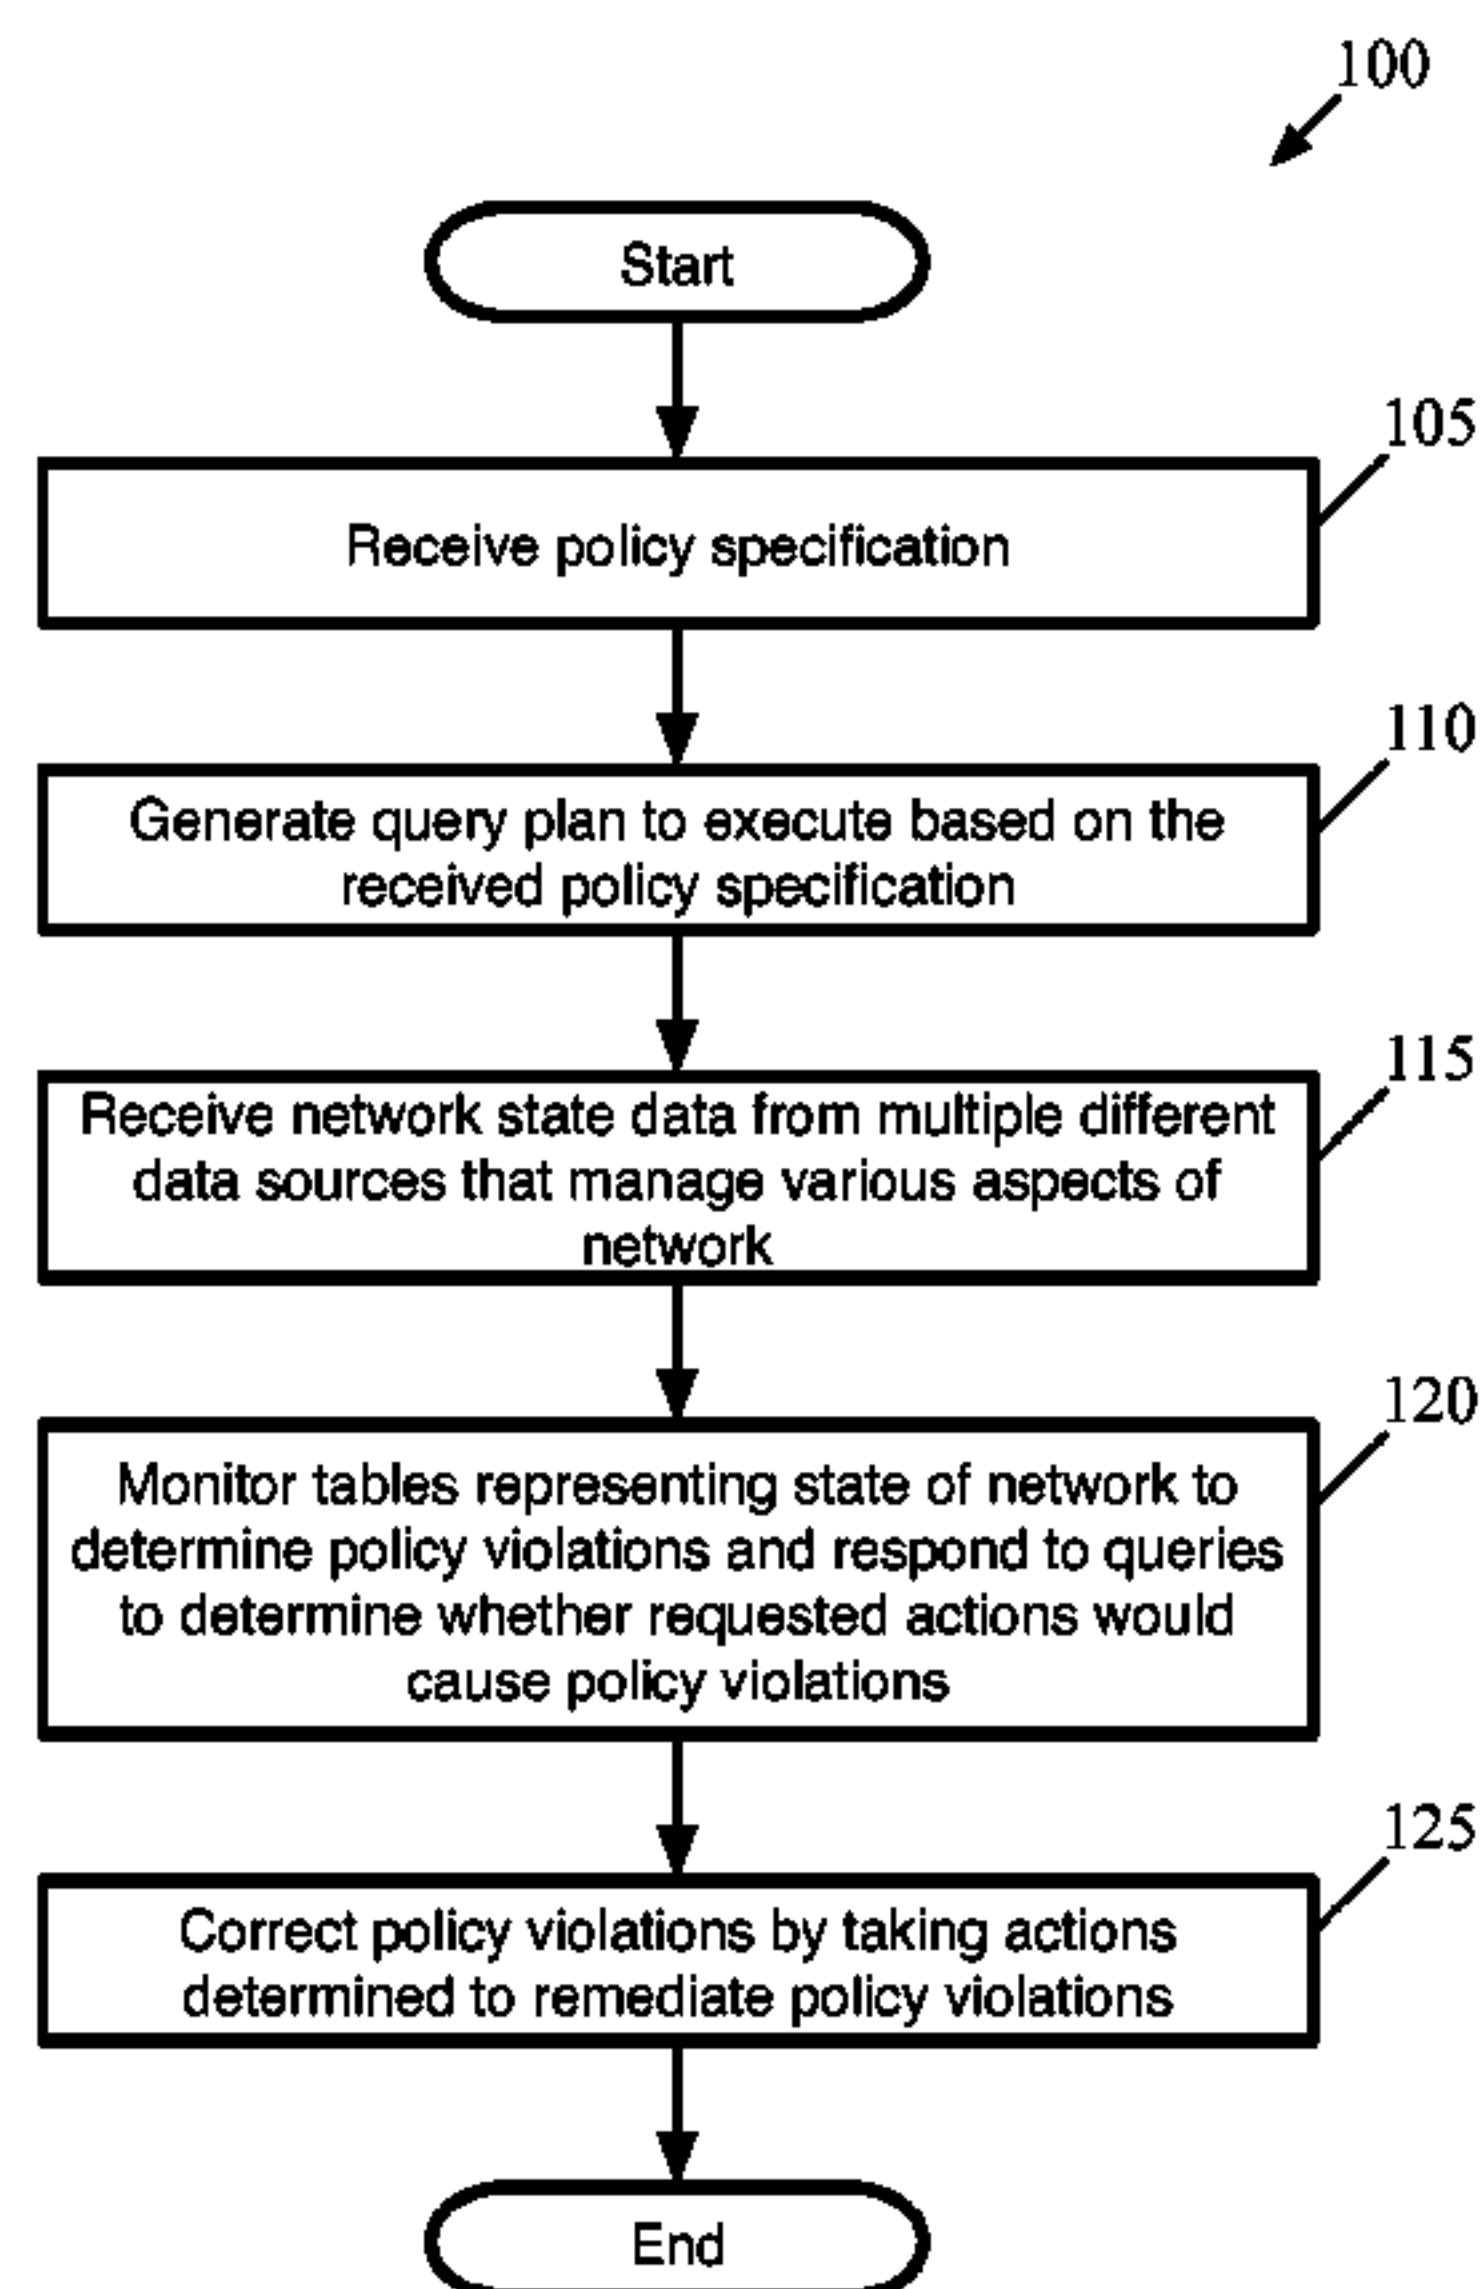 100
Start
105
Receive policy specification
110
Generate query plan to execute based on the
received policy specification
115
Receive network state data from multiple different
data sources that manage various aspects of
network
120
Monitor tables representing state of network to
determine policy violations and respond to queries
to determine whether requested actions would
cause policy violations
125
Correct policy violations by taking actions
determined to remediate policy violations
End